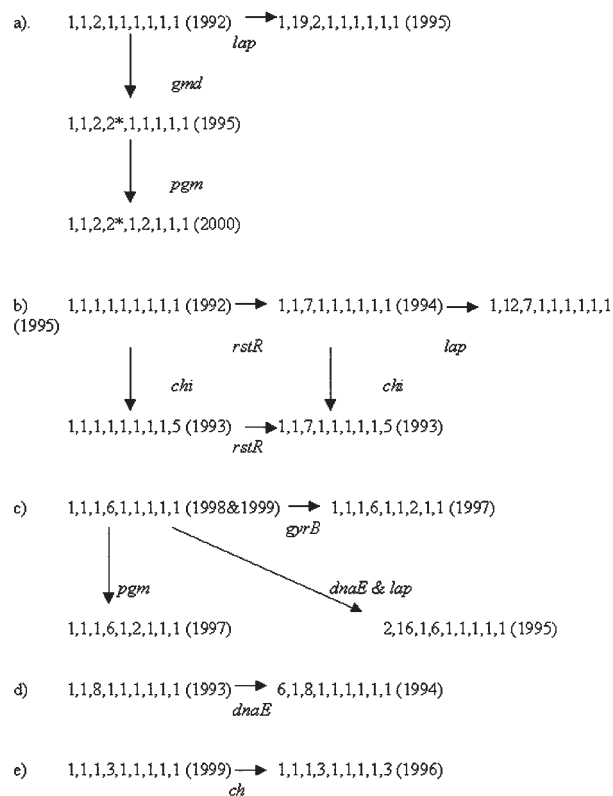 a). 1,1,2,1,1,1,1,1,1 (1992) 1,19,2,1,1,1,1,1,1 (1995)
lap
gmd
1,1,2,2*,1,1,1,1,1 (1995)
pgm
1,1,2,2*,1,2,1,1,1 (2000)
b) 1,1,1,1,1,1,1,1,1 (1992) 1,1,7,1,1,1,1,1,1 (1994) 1,12,7,1,1,1,1,1,1
(1995)
rstR lap
chi chi
1,1,1,1,1,1,1,1,5 (1993) 1,1,7,1,1,1,1,1,5 (1993)
rstR
c) 1,1,1,6,1,1,1,1,1 (1998&1999) 1,1,1,6,1,1,2,1,1 (1997)
gyrB
pgm dnaE & lap
1,1,1,6,1,2,1,1,1 (1997) 2,16,1,6,1,1,1,1,1 (1995)
d) 1,1,8,1,1,1,1,1,1 (1993) 6,1,8,1,1,1,1,1,1 (1994)
dnaE
e) 1,1,1,3,1,1,1,1,1 (1999) 1,1,1,3,1,1,1,1,3 (1996)
ch